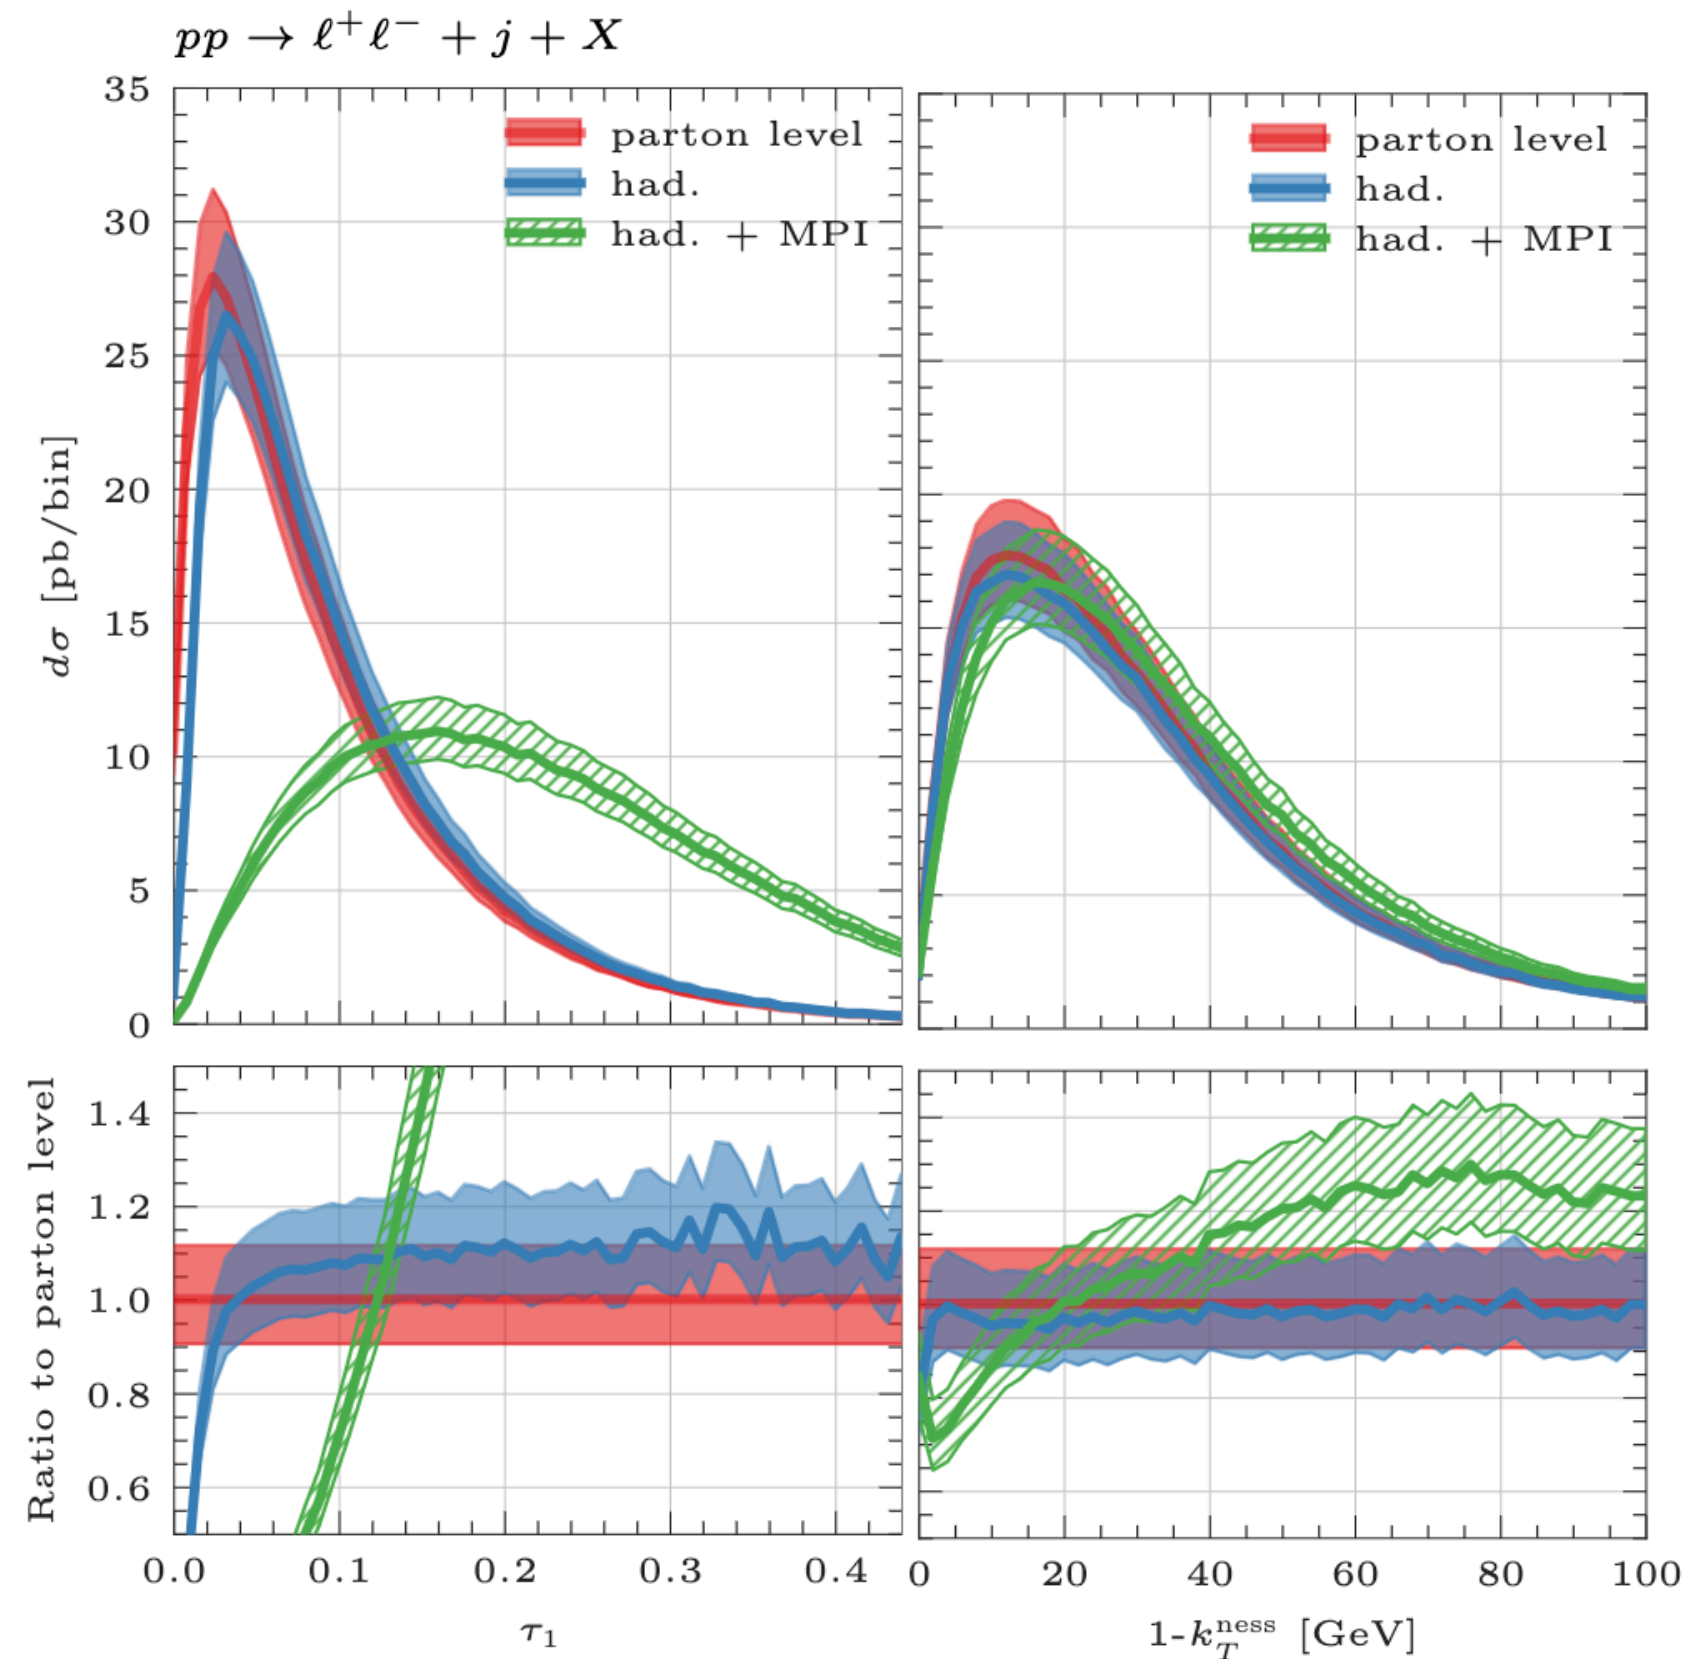 pp → ℓ⁺ℓ⁻ + j + X
35
30
25
20
15
10
5
0
dσ [pb/bin]
parton level
had.
had. + MPI
parton level
had.
had. + MPI
1.4
1.2
1.0
0.8
0.6
Ratio to parton level
0.0 0.1 0.2 0.3 0.4
τ₁
0 20 40 60 80 100
1-k_T^ness [GeV]